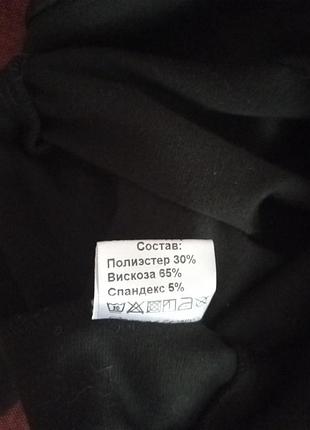 Состав:
Полиэстер 30%
Вискоза 65%
Спандекс 5%